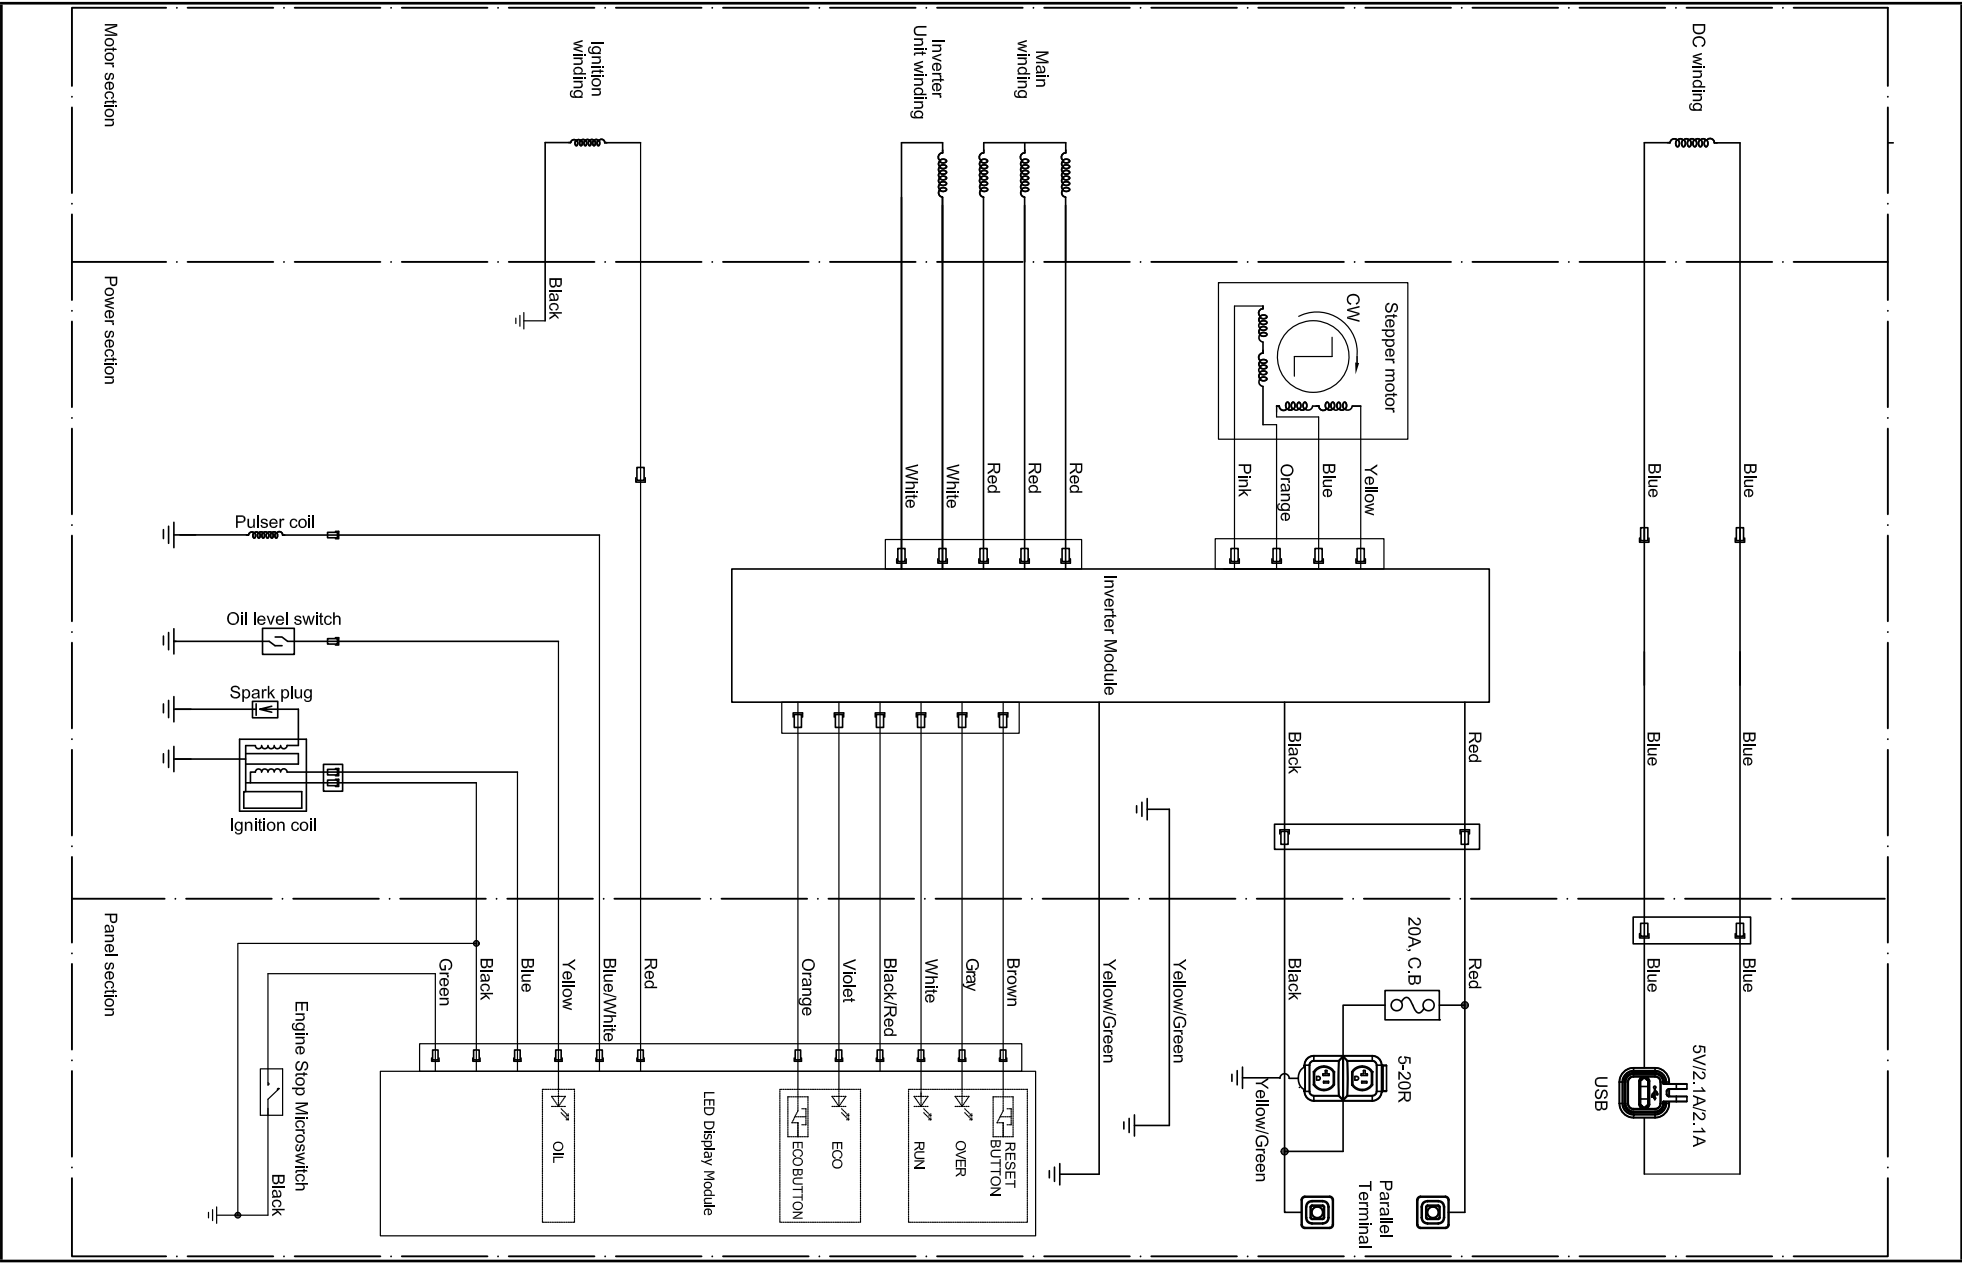 Motor section
Ignition
winding
Inverter
Unit winding
Main
winding
DC winding
Power section
Black
Stepper motor
CW
White
White
Red
Red
Red
Pink
Orange
Blue
Yellow
Blue
Blue
Pulser coil
Oil level switch
Spark plug
Ignition coil
Inverter Module
Black
Red
Blue
Blue
Panel section
Green
Black
Blue
Yellow
Blue/White
Red
Orange
Violet
Black/Red
White
Gray
Brown
Yellow/Green
Yellow/Green
Black
20A, C.B
Red
Blue
Blue
Engine Stop Microswitch
Black
OIL
LED Display Module
ECO BUTTON
ECO
RUN
OVER
RESET
BUTTON
Yellow/Green
5-20R
Parallel
Terminal
USB
5V/2.1A/2.1A